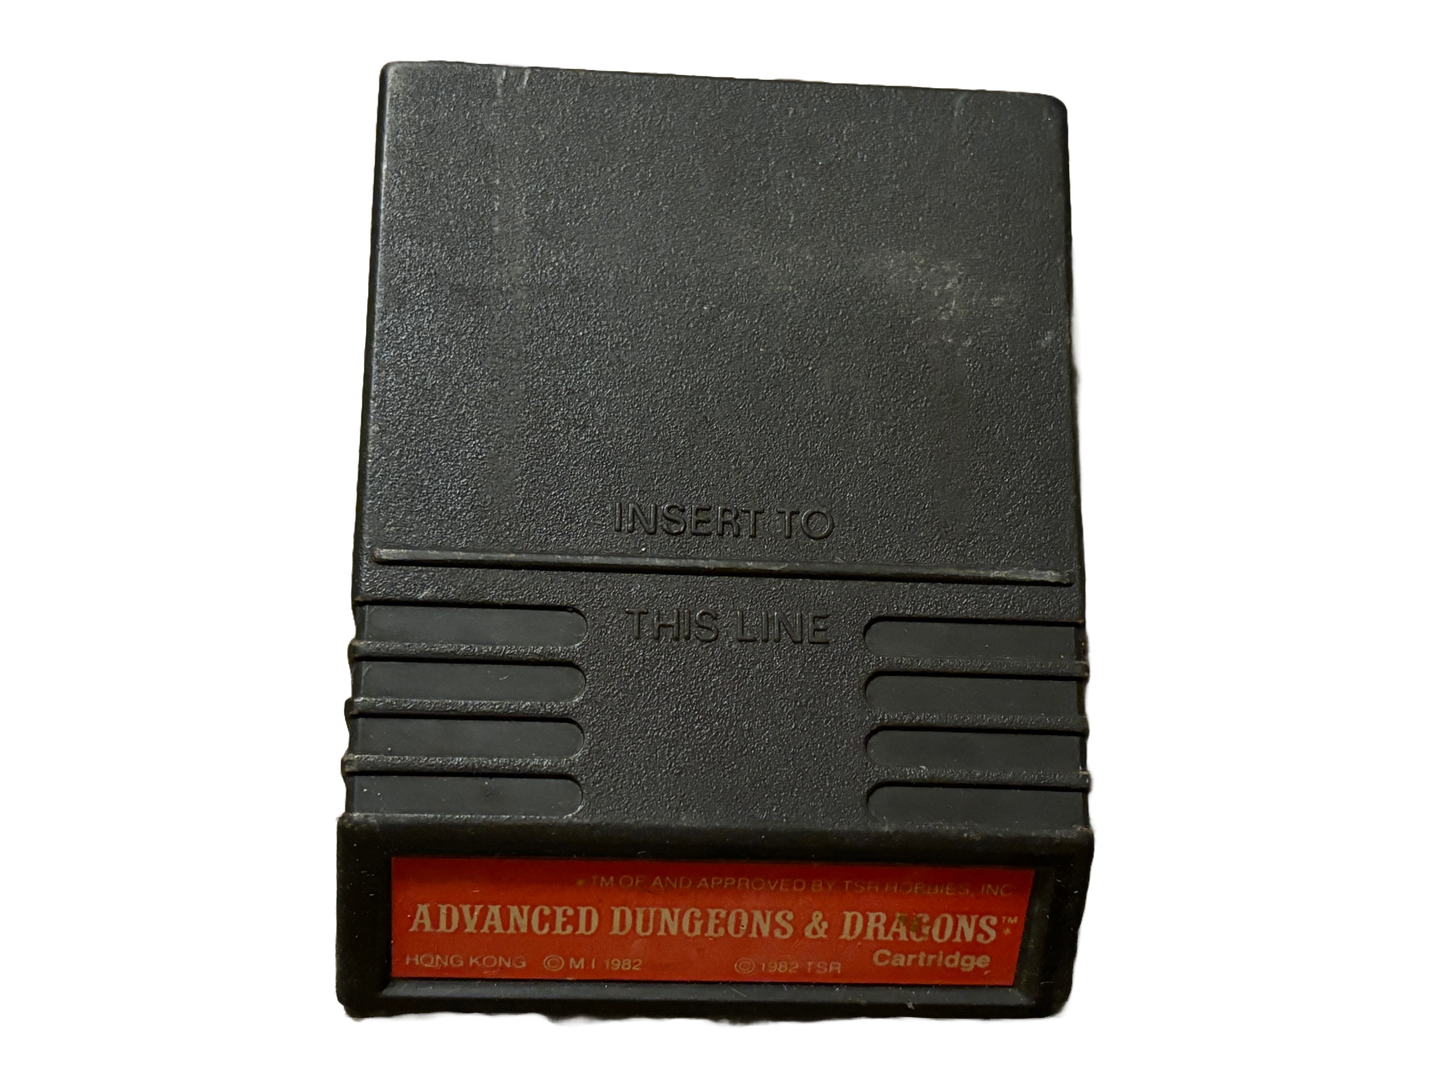 INSERT TO
THIS LINE
* TM OF AND APPROVED BY TSR HOBBIES, INC.
ADVANCED DUNGEONS & DRAGONS™*
Cartridge
HONG KONG © M I 1982 © 1982 TSR